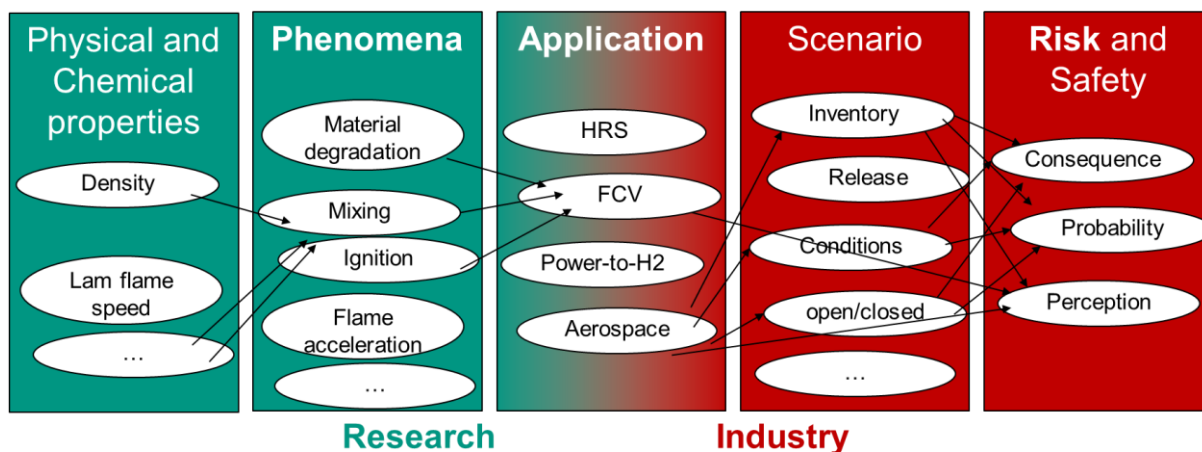 Physical and
Chemical
properties
Density
Lam flame
speed
…
Phenomena
Material
degradation
Mixing
Ignition
Flame
acceleration
…
Application
HRS
FCV
Power-to-H2
Aerospace
Scenario
Inventory
Release
Conditions
open/closed
…
Risk and
Safety
Consequence
Probability
Perception
Research
Industry